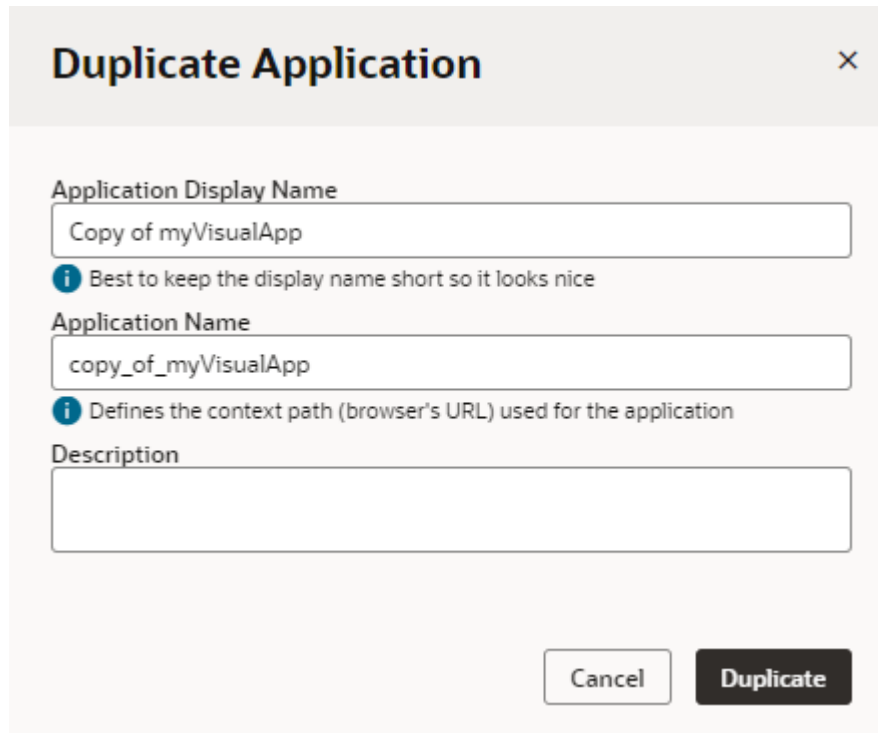 Duplicate Application
Application Display Name
Copy of myVisualApp
Best to keep the display name short so it looks nice
Application Name
copy_of_myVisualApp
Defines the context path (browser's URL) used for the application
Description
Cancel Duplicate